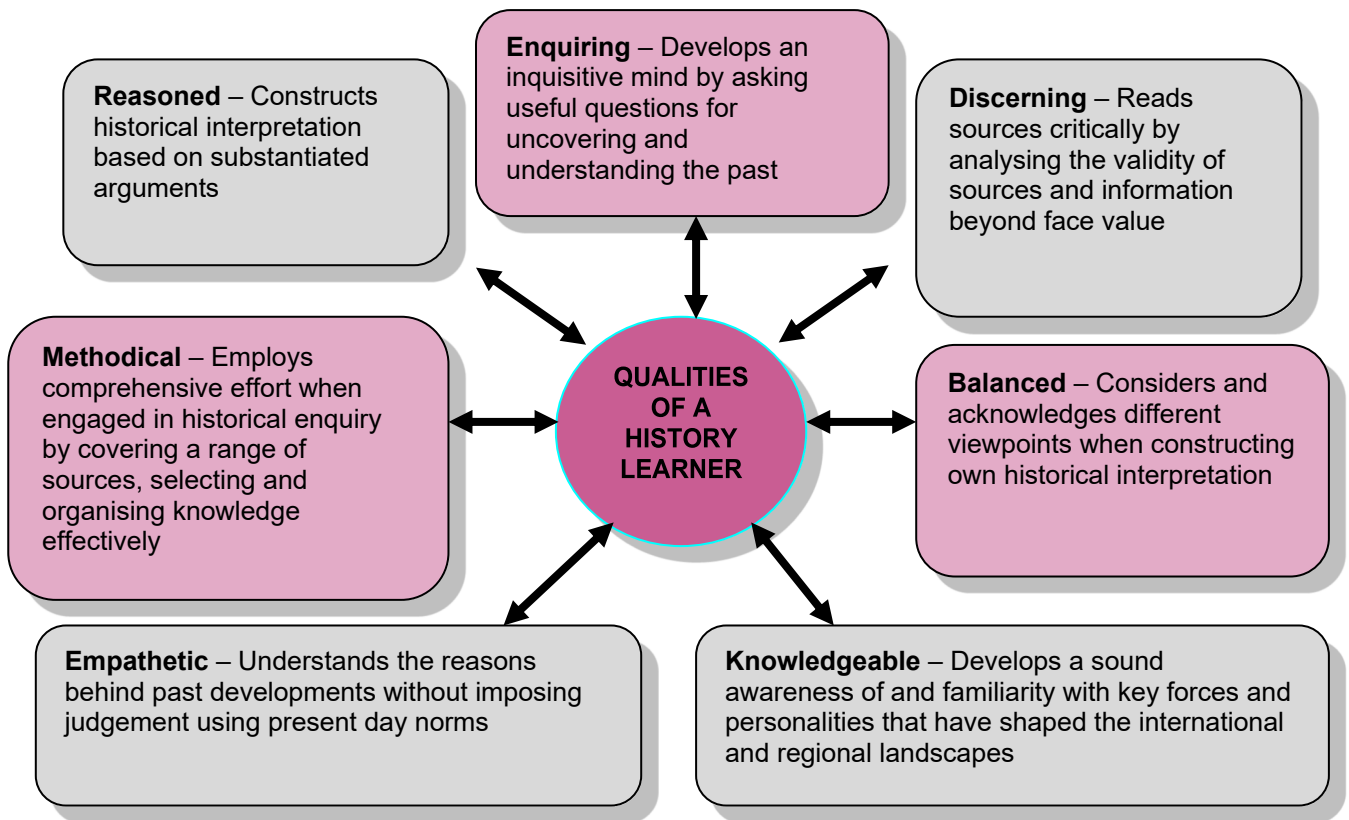 Enquiring – Develops an
inquisitive mind by asking
useful questions for
uncovering and
understanding the past
Reasoned – Constructs
historical interpretation
based on substantiated
arguments
Discerning – Reads
sources critically by
analysing the validity of
sources and information
beyond face value
Methodical – Employs
comprehensive effort when
engaged in historical enquiry
by covering a range of
sources, selecting and
organising knowledge
effectively
QUALITIES
OF A
HISTORY
LEARNER
Balanced – Considers and
acknowledges different
viewpoints when constructing
own historical interpretation
Empathetic – Understands the reasons
behind past developments without imposing
judgement using present day norms
Knowledgeable – Develops a sound
awareness of and familiarity with key forces and
personalities that have shaped the international
and regional landscapes